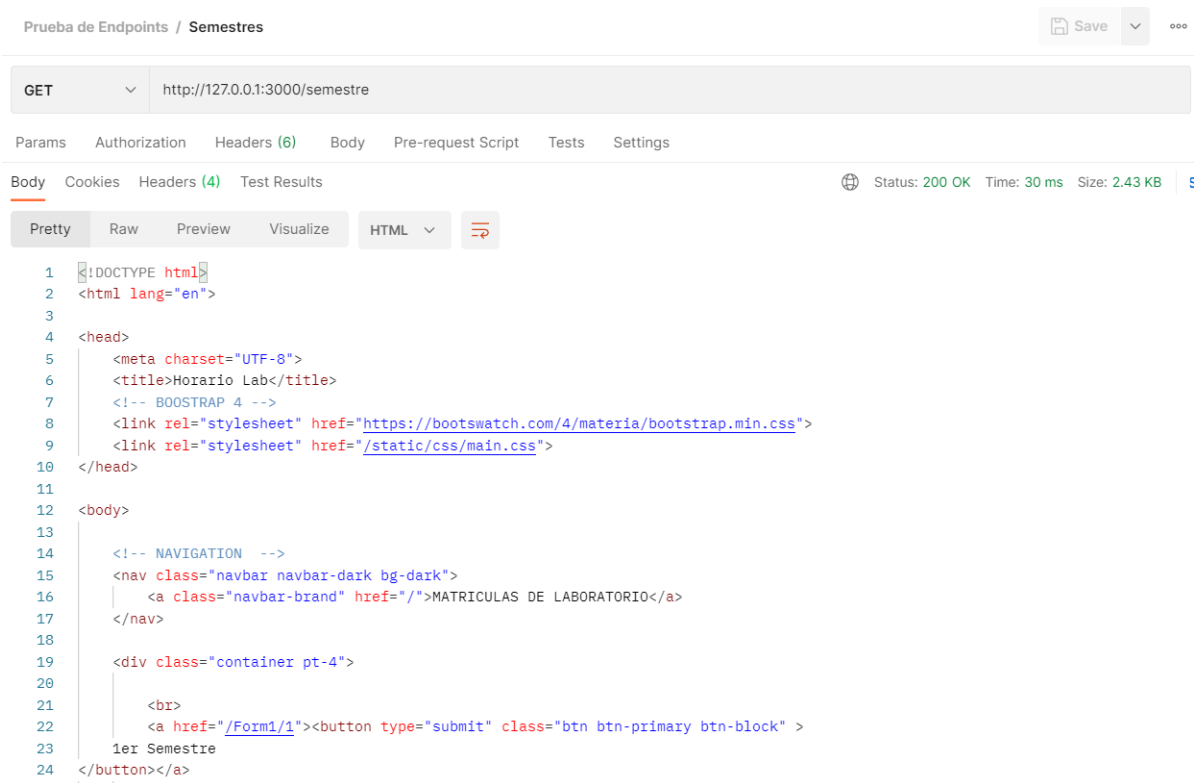 Prueba de Endpoints / Semestres
Save
GET http://127.0.0.1:3000/semestre
Params Authorization Headers (6) Body Pre-request Script Tests Settings
Body Cookies Headers (4) Test Results Status: 200 OK Time: 30 ms Size: 2.43 KB
Pretty Raw Preview Visualize HTML
1 <!DOCTYPE html>
2 <html lang="en">
3
4 <head>
5 <meta charset="UTF-8">
6 <title>Horario Lab</title>
7 <!-- BOOSTRAP 4 -->
8 <link rel="stylesheet" href="https://bootswatch.com/4/materia/bootstrap.min.css">
9 <link rel="stylesheet" href="/static/css/main.css">
10 </head>
11
12 <body>
13
14 <!-- NAVIGATION  -->
15 <nav class="navbar navbar-dark bg-dark">
16 <a class="navbar-brand" href="/">MATRICULAS DE LABORATORIO</a>
17 </nav>
18
19 <div class="container pt-4">
20
21 <br>
22 <a href="/Form1/1"><button type="submit" class="btn btn-primary btn-block" >
23 1er Semestre
24 </button></a>